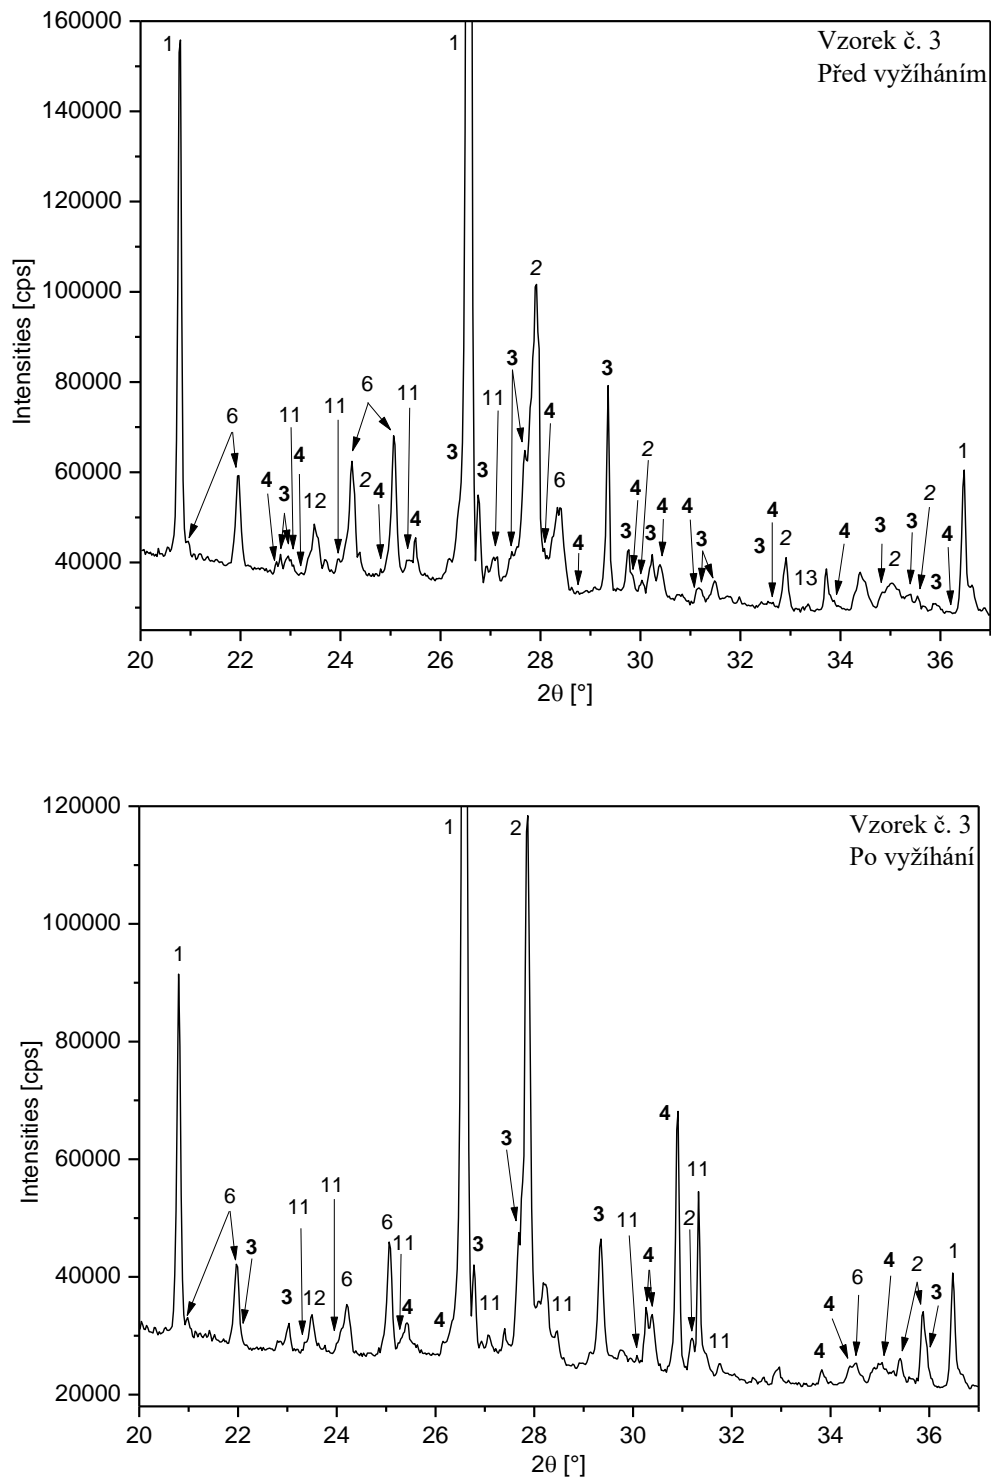 Vzorek č. 3
Před vyžíháním
160000
140000
120000
100000
80000
60000
40000
Intensities [cps]
1 1 1
2
3 3
6 11 11 6 11 3 11 4 6 2
4 3 4 12 2 4 4 3 3 4 3 3 4 4 3 4 3 2 13 4 3 2 3 2 3 4
4
20 22 24 26 28 30 32 34 36
2θ [°]
Vzorek č. 3
Po vyžíhání
120000
100000
80000
60000
40000
20000
Intensities [cps]
1 1 2
3 4 11
6 3 11 11 6 11 3 3 11 2 4 6 4 2 1
3 12 6 4 4 11 11 4 11 4 4 3
20 22 24 26 28 30 32 34 36
2θ [°]